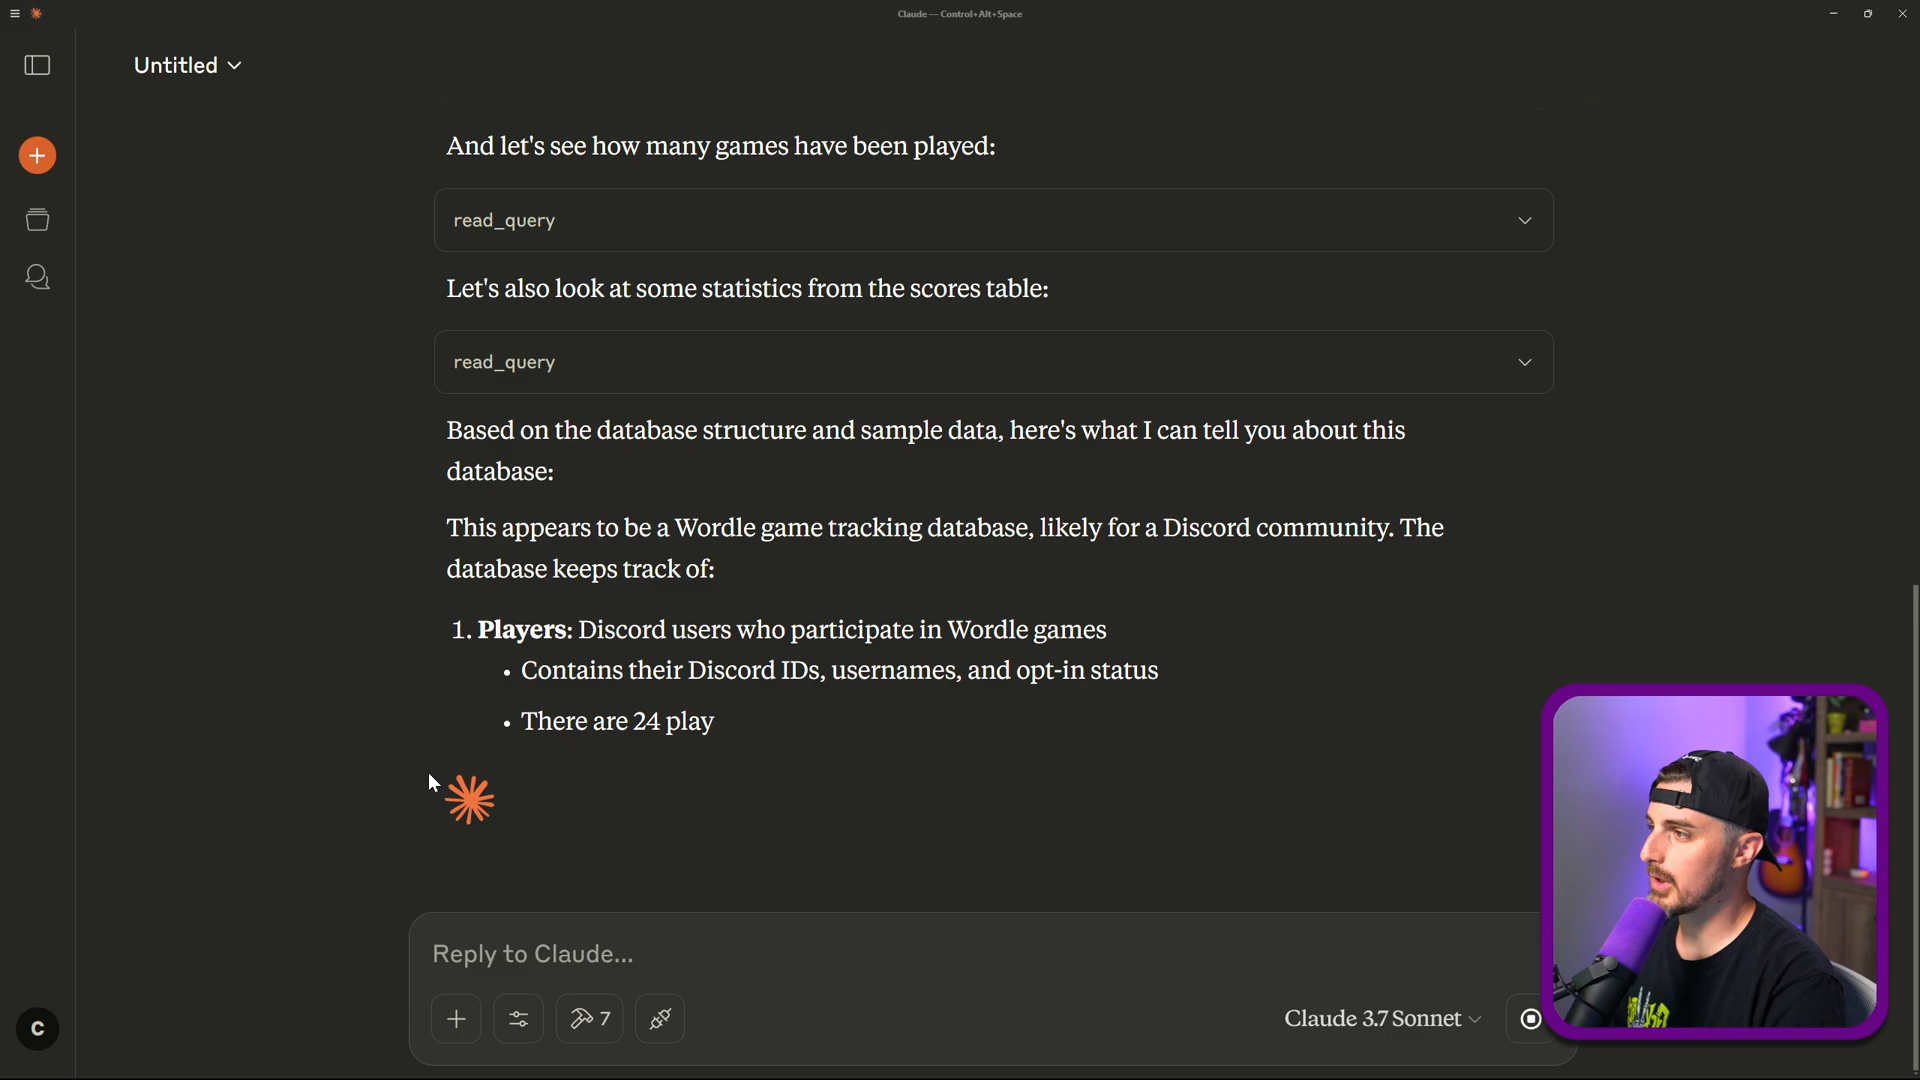 Claude — Control+Alt+Space
Untitled
And let's see how many games have been played:
read_query
Let's also look at some statistics from the scores table:
read_query
Based on the database structure and sample data, here's what I can tell you about this
database:
This appears to be a Wordle game tracking database, likely for a Discord community. The
database keeps track of:
1. Players: Discord users who participate in Wordle games
• Contains their Discord IDs, usernames, and opt-in status
• There are 24 play
Reply to Claude...
7
Claude 3.7 Sonnet
C